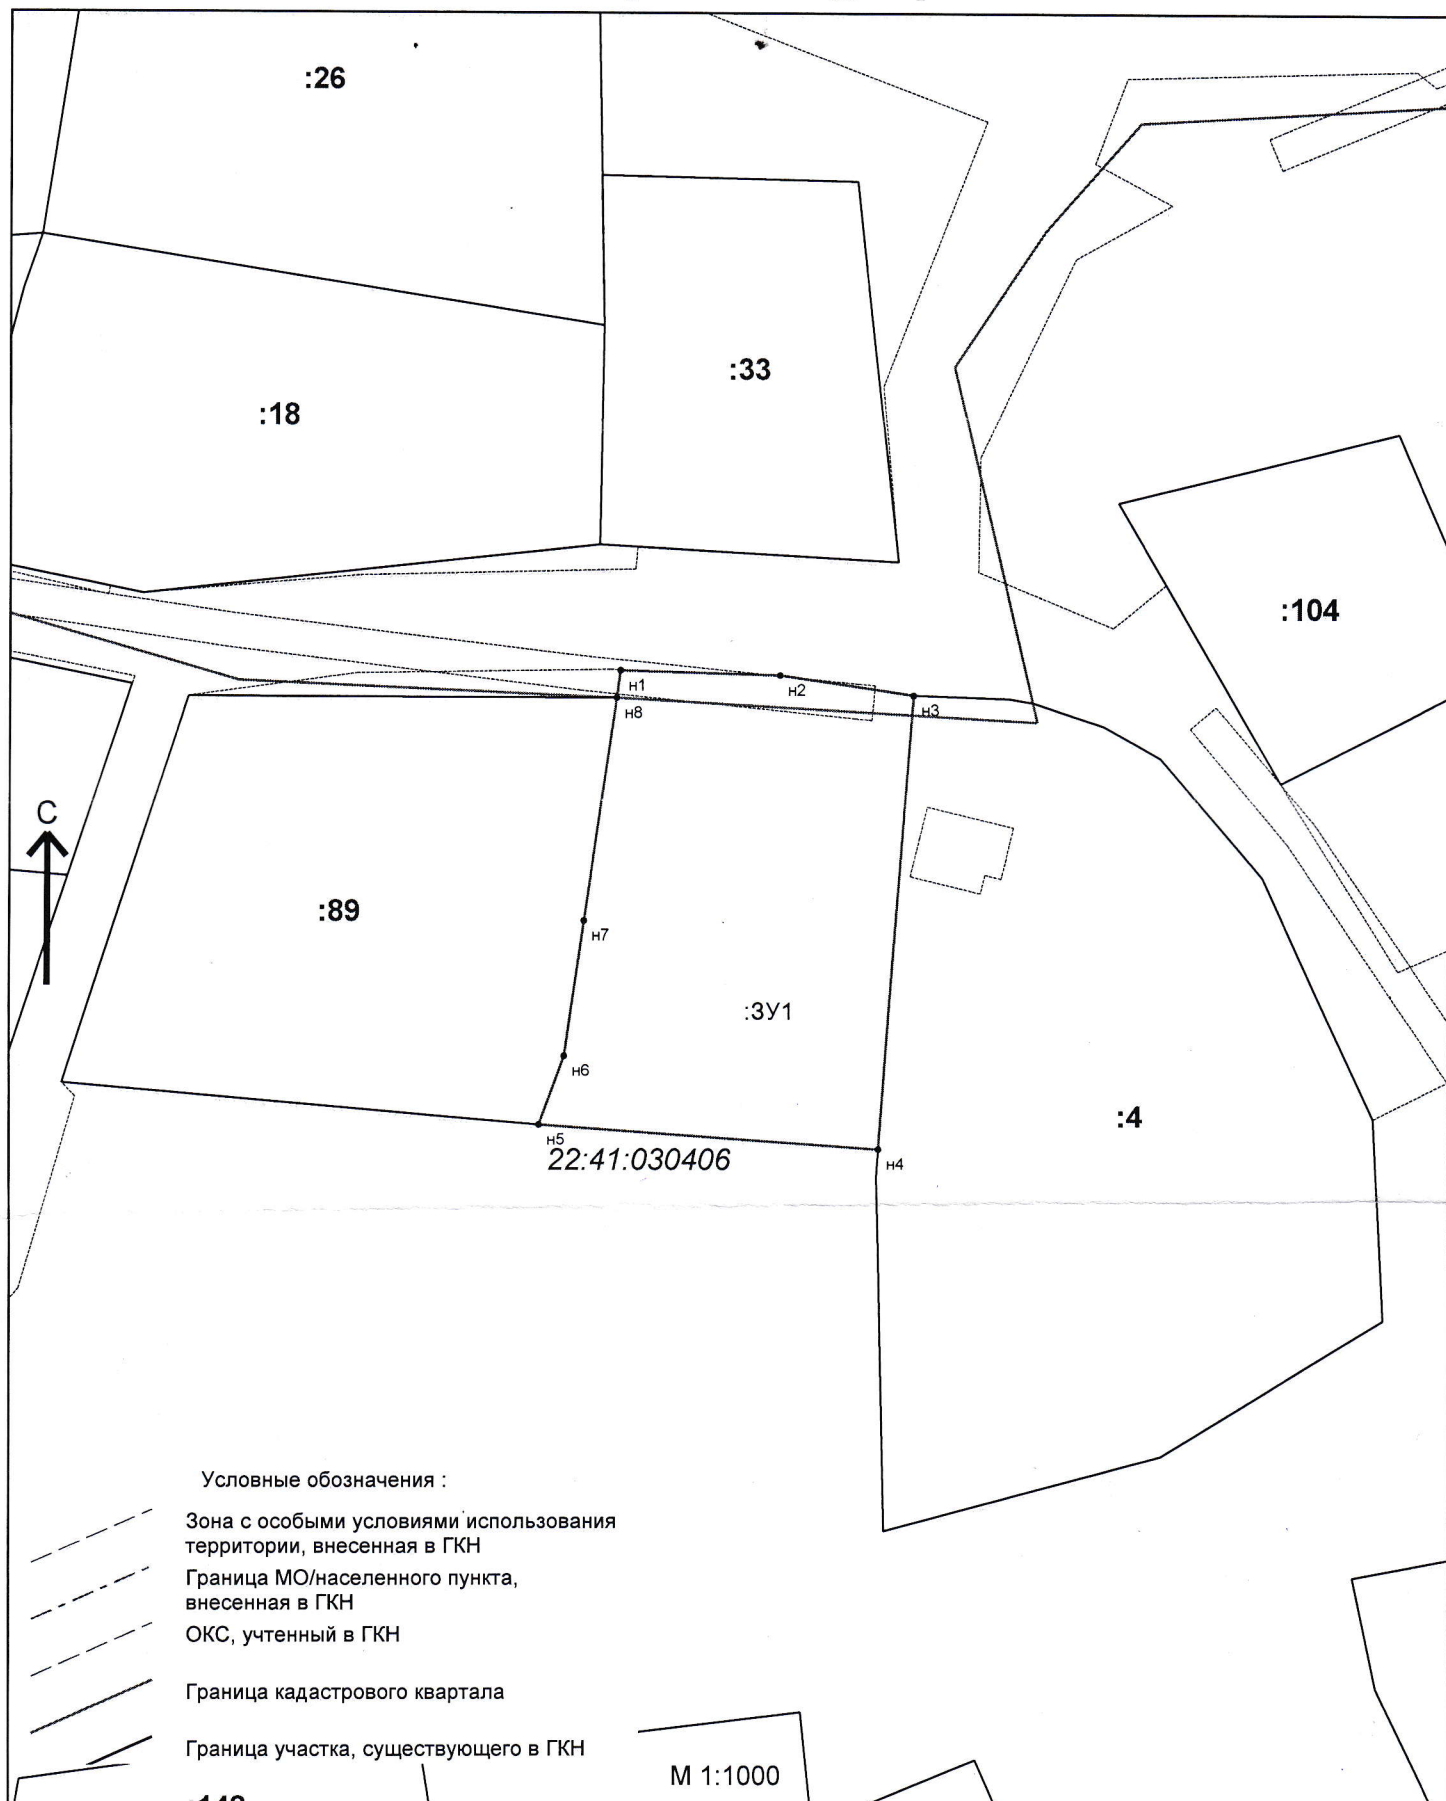 :26
:33
:18
:104
н1
н2
н8
н3
С
:89
н7
:ЗУ1
н6
:4
н5
22:41:030406
н4
Условные обозначения :
Зона с особыми условиями использования
территории, внесенная в ГКН
Граница МО/населенного пункта,
внесенная в ГКН
ОКС, учтенный в ГКН
Граница кадастрового квартала
Граница участка, существующего в ГКН
М 1:1000